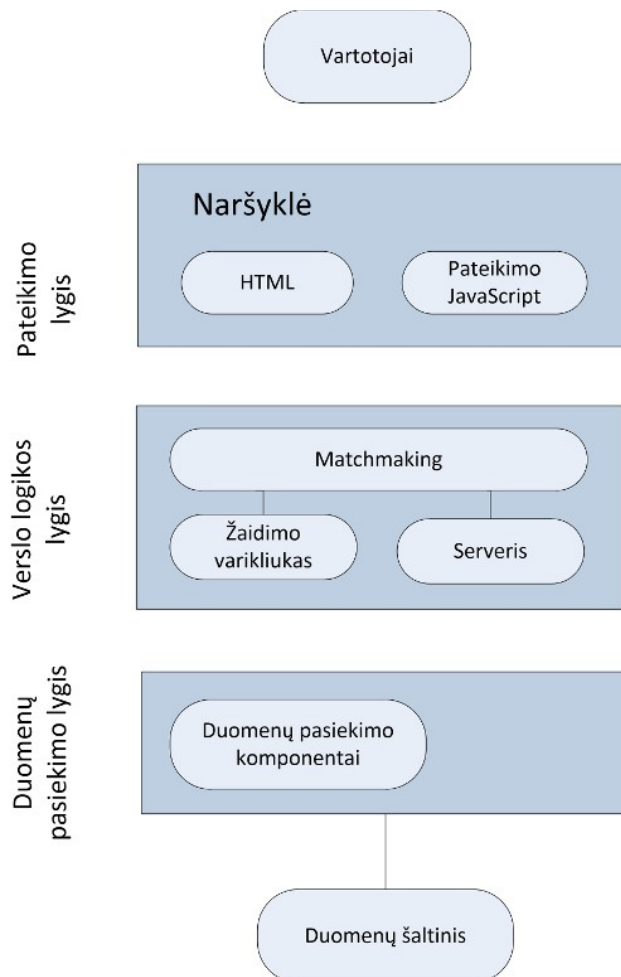 Vartotojai
Pateikimo
lygis
Naršyklė
HTML
Pateikimo
JavaScript
Verslo logikos
lygis
Matchmaking
Žaidimo
varikliukas
Serveris
Duomenų
pasiekimo lygis
Duomenų pasiekimo
komponentai
Duomenų šaltinis